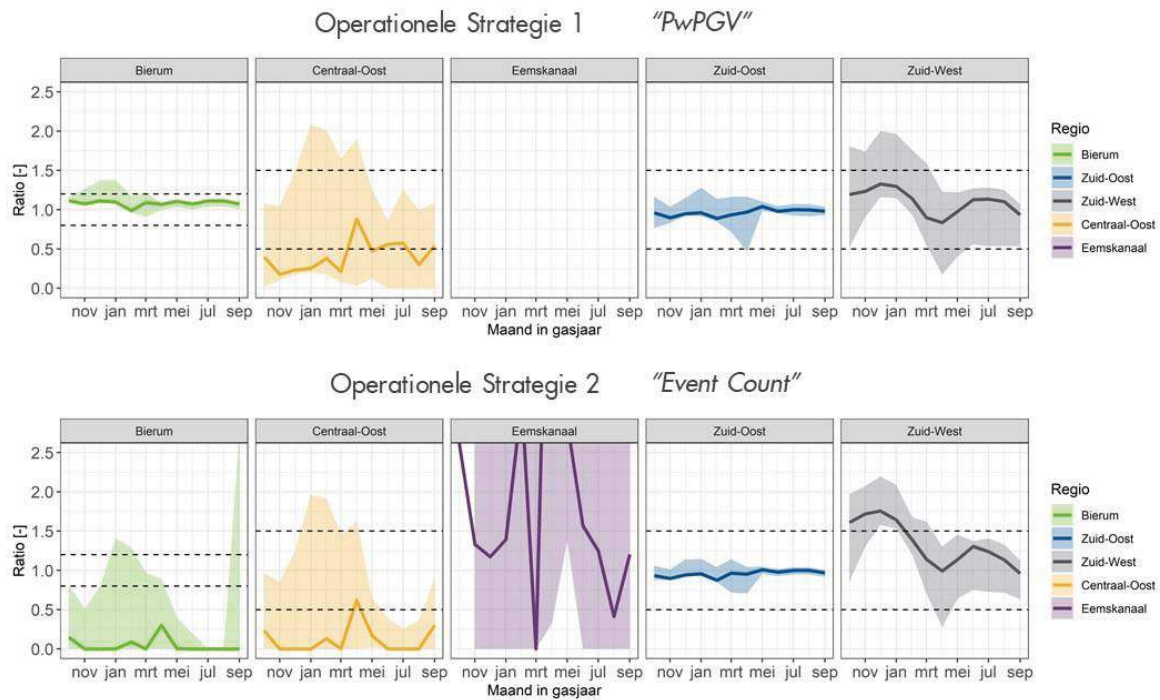 Operationele Strategie 1 "PwPGV"
Bierum Centraal-Oost Eemskanaal Zuid-Oost Zuid-West
2.5
2.0
1.5
1.0
0.5
0.0
Ratio [-]
nov jan mrt mei jul sep nov jan mrt mei jul sep nov jan mrt mei jul sep nov jan mrt mei jul sep nov jan mrt mei jul sep
Maand in gasjaar
Regio
Bierum
Zuid-Oost
Zuid-West
Centraal-Oost
Eemskanaal
Operationele Strategie 2 "Event Count"
Bierum Centraal-Oost Eemskanaal Zuid-Oost Zuid-West
2.5
2.0
1.5
1.0
0.5
0.0
Ratio [-]
nov jan mrt mei jul sep nov jan mrt mei jul sep nov jan mrt mei jul sep nov jan mrt mei jul sep nov jan mrt mei jul sep
Maand in gasjaar
Regio
Bierum
Zuid-Oost
Zuid-West
Centraal-Oost
Eemskanaal